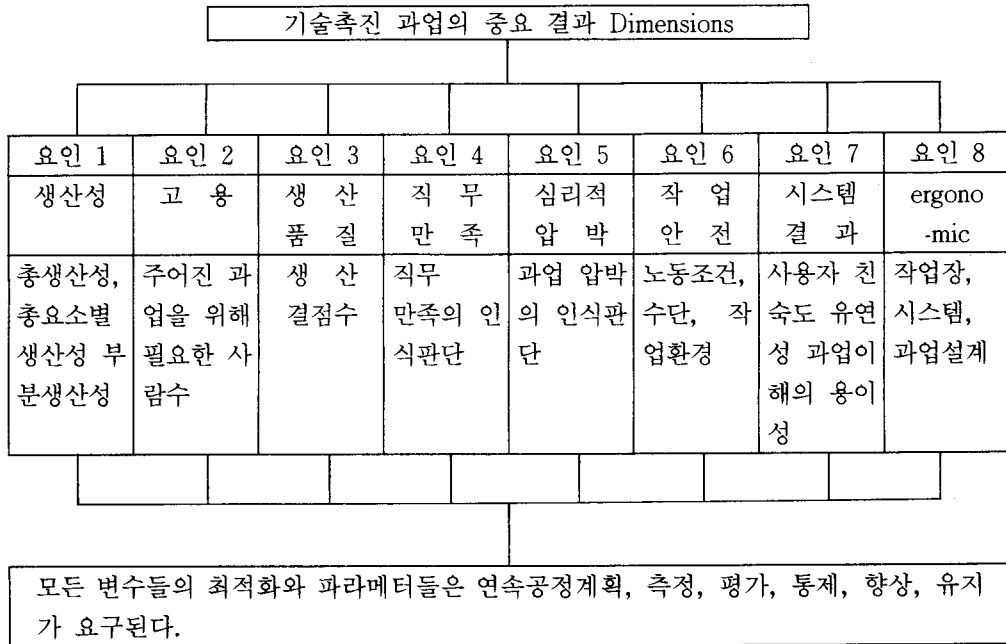 기술촉진 과업의 중요 결과 Dimensions
요인 1
요인 2
요인 3
요인 4
요인 5
요인 6
요인 7
요인 8
생산성
고 용
생 산
품 질
직 무
만 족
심리적
압 박
작 업
안 전
시스템
결 과
ergono
-mic
총생산성,
총요소별
생산성 부
분생산성
주어진 과
업을 위해
필요한 사
람수
생 산
결점수
직무
만족의 인
식판단
과업 압박
의 인식판
단
노동조건,
수단, 작
업환경
사용자 친
숙도 유연
성 과업이
해의 용이
성
작업장,
시스템,
과업설계
모든 변수들의 최적화와 파라메터들은 연속공정계획, 측정, 평가, 통제, 향상, 유지
가 요구된다.